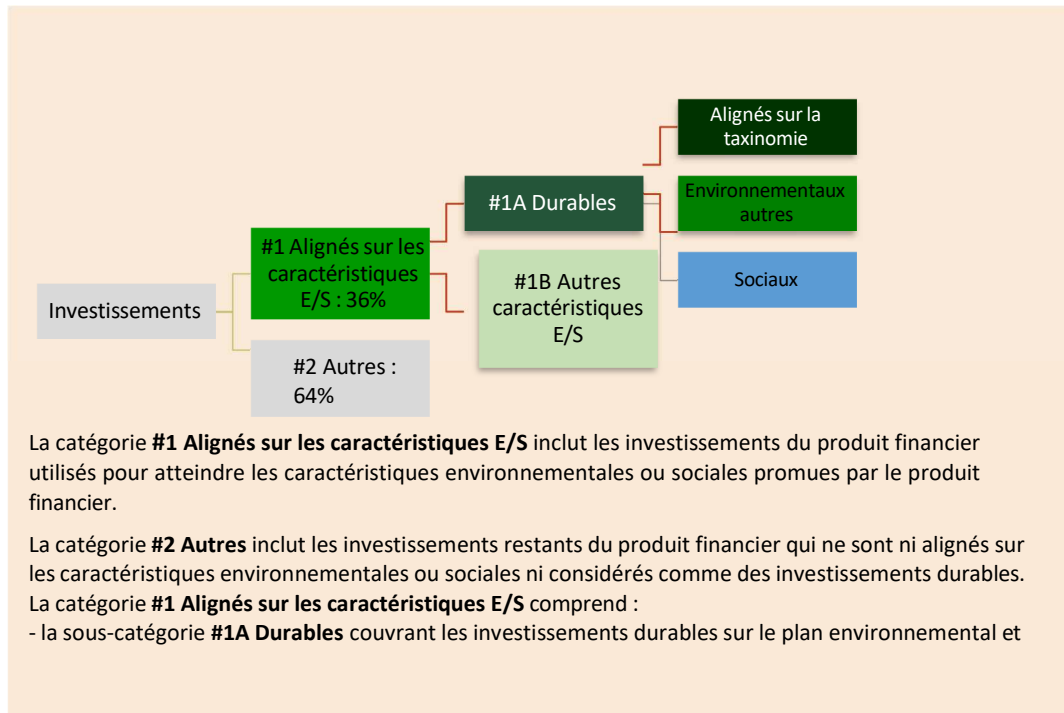 Alignés sur la
taxinomie
#1A Durables
Environnementaux
autres
#1 Alignés sur les
caractéristiques
E/S : 36%
Sociaux
#1B Autres
caractéristiques
E/S
Investissements
#2 Autres :
64%
La catégorie #1 Alignés sur les caractéristiques E/S inclut les investissements du produit financier
utilisés pour atteindre les caractéristiques environnementales ou sociales promues par le produit
financier.
La catégorie #2 Autres inclut les investissements restants du produit financier qui ne sont ni alignés sur
les caractéristiques environnementales ou sociales ni considérés comme des investissements durables.
La catégorie #1 Alignés sur les caractéristiques E/S comprend :
- la sous-catégorie #1A Durables couvrant les investissements durables sur le plan environnemental et